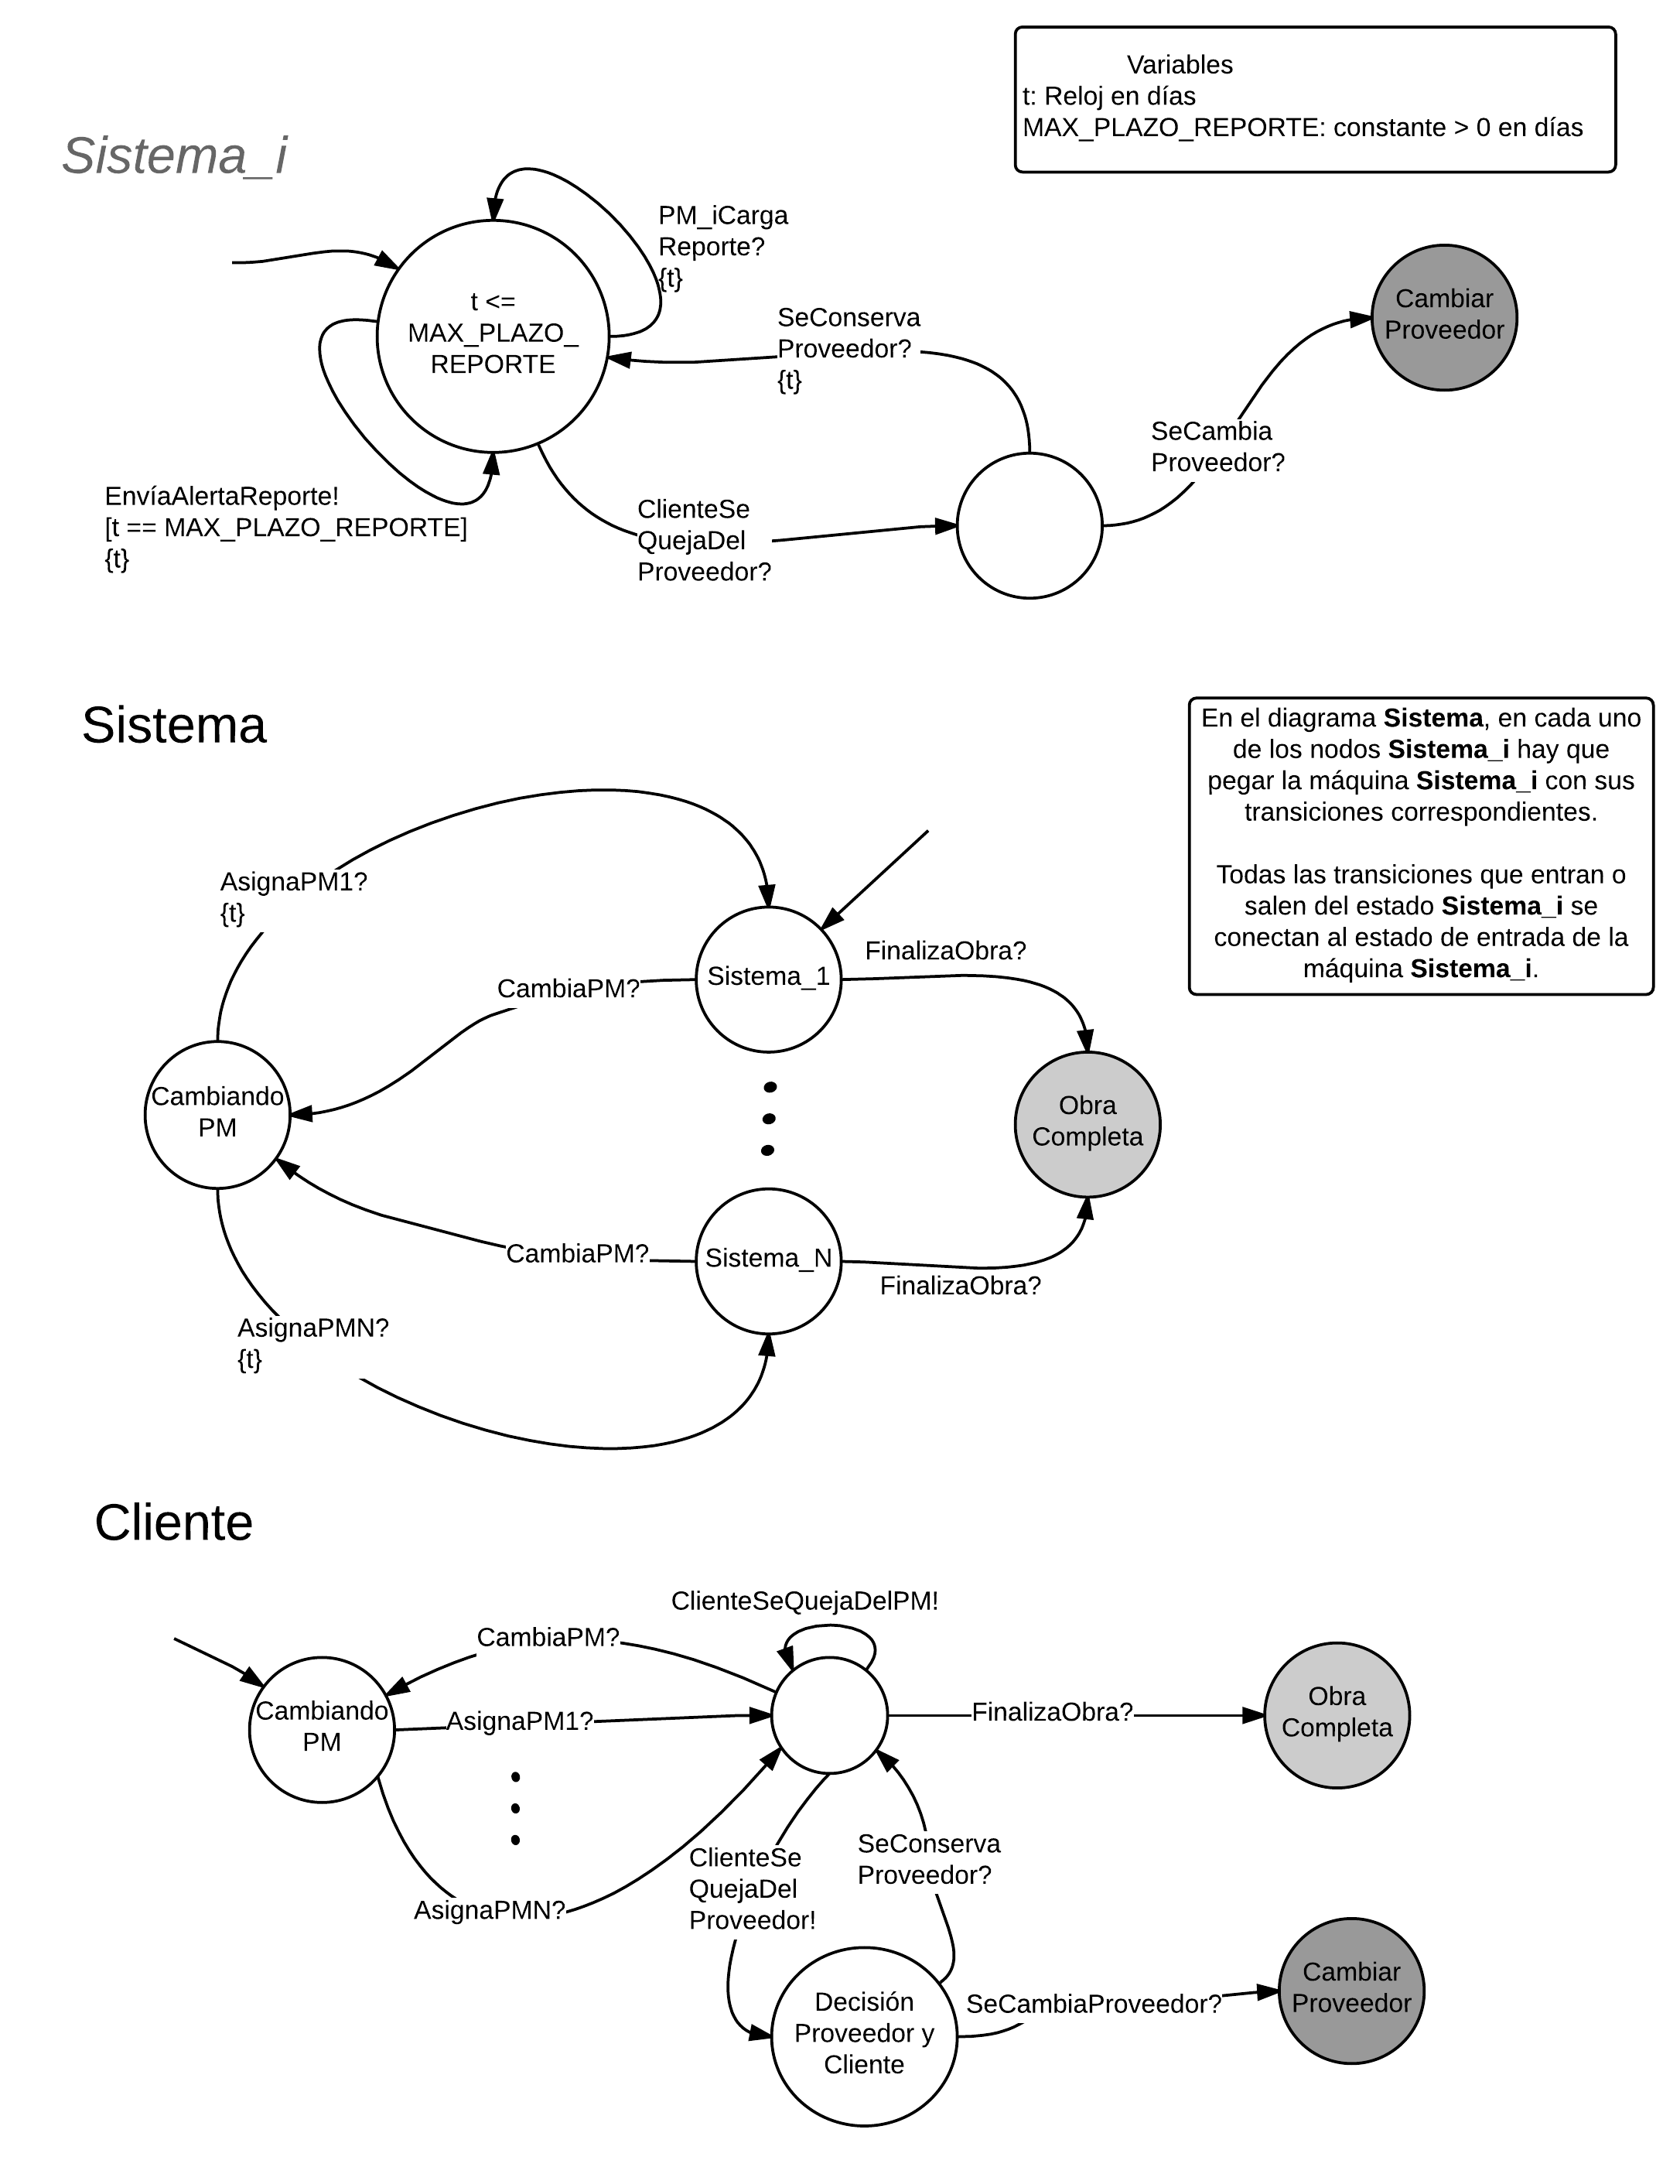 Variables
t: Reloj en días
MAX_PLAZO_REPORTE: constante > 0 en días
Sistema_i
PM_iCarga
Reporte?
{t}
t <=
MAX_PLAZO_
REPORTE
SeConserva
Proveedor?
{t}
Cambiar
Proveedor
SeCambia
Proveedor?
EnvíaAlertaReporte!
[t == MAX_PLAZO_REPORTE]
{t}
ClienteSe
QuejaDel
Proveedor?
Sistema
En el diagrama Sistema, en cada uno
de los nodos Sistema_i hay que
pegar la máquina Sistema_i con sus
transiciones correspondientes.
Todas las transiciones que entran o
salen del estado Sistema_i se
conectan al estado de entrada de la
máquina Sistema_i.
AsignaPM1?
{t}
FinalizaObra?
Sistema_1
CambiaPM?
Cambiando
PM
Obra
Completa
CambiaPM?
Sistema_N
FinalizaObra?
AsignaPMN?
{t}
Cliente
ClienteSeQuejaDelPM!
CambiaPM?
Cambiando
PM
AsignaPM1?
FinalizaObra?
Obra
Completa
AsignaPMN?
ClienteSe
QuejaDel
Proveedor!
SeConserva
Proveedor?
Decisión
Proveedor y
Cliente
SeCambiaProveedor?
Cambiar
Proveedor